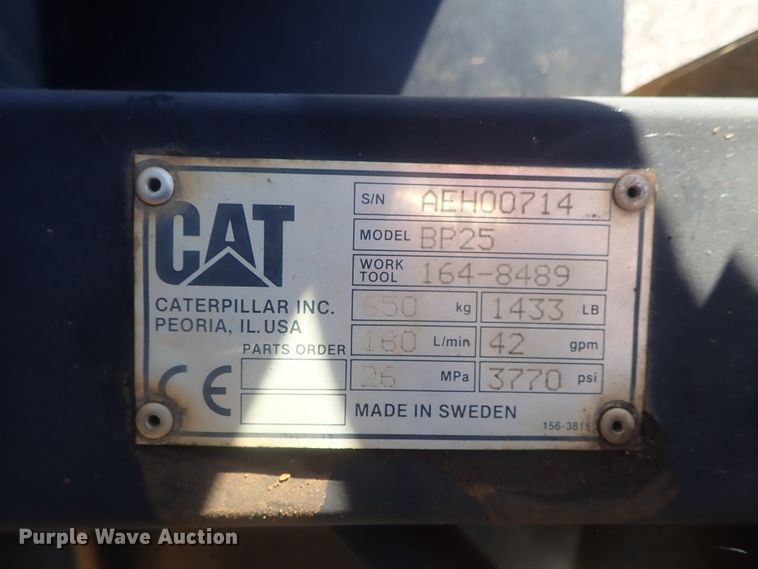 CAT
CATERPILLAR INC.
PEORIA, IL. USA
S/N AEH00714
MODEL BP25
WORK TOOL 164-8489
650 kg 1433 LB
160 L/min 42 gpm
26 MPa 3770 psi
PARTS ORDER
CE
MADE IN SWEDEN
156-3815
Purple Wave Auction